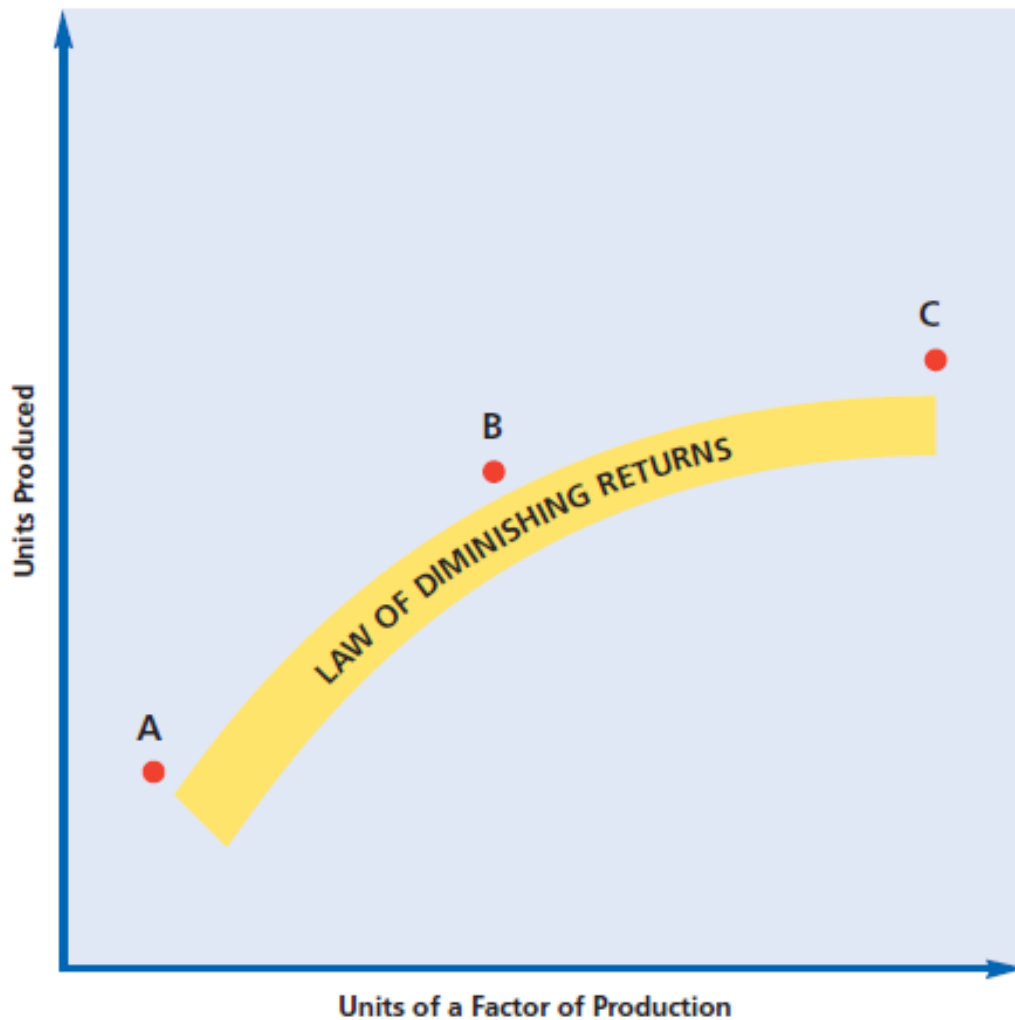 C
B
LAW OF DIMINISHING RETURNS
A
Units Produced
Units of a Factor of Production